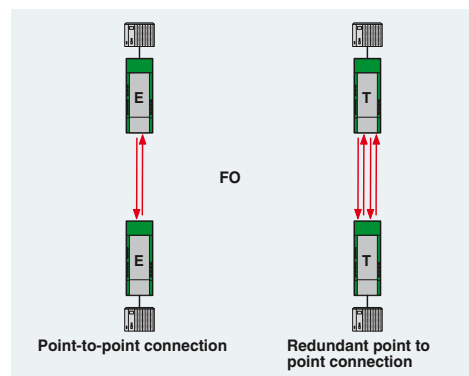 E
T
FO
E
T
Point-to-point connection
Redundant point to
point connection